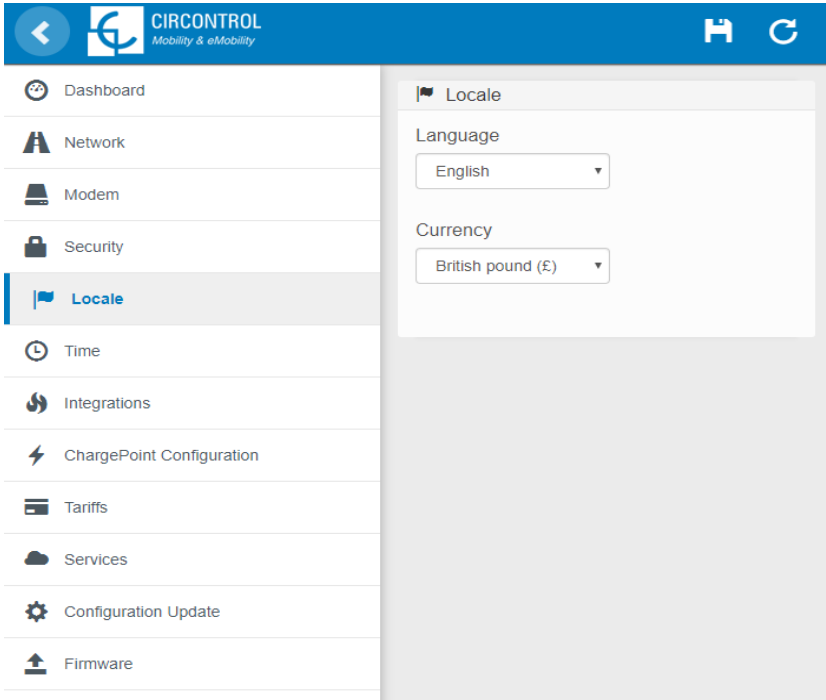 CIRCONTROL
Mobility & eMobility
Dashboard
Network
Modem
Security
Locale
Time
Integrations
ChargePoint Configuration
Tariffs
Services
Configuration Update
Firmware
Locale
Language
English
Currency
British pound (£)